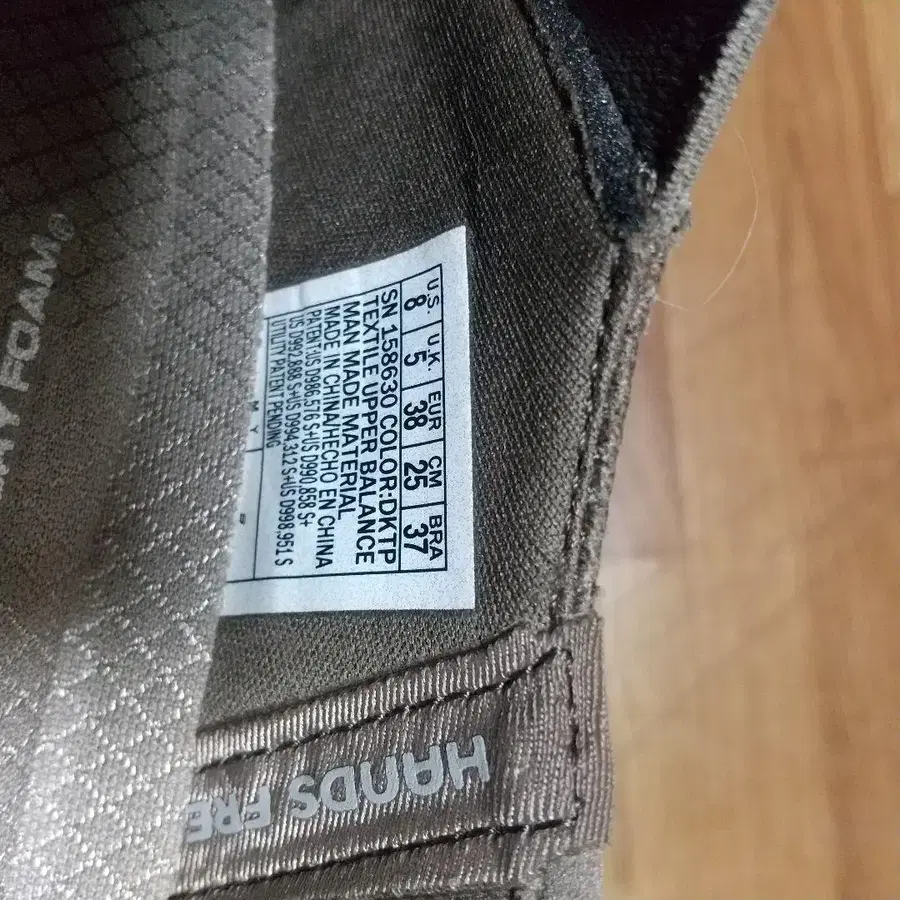 U.S. U.K. EUR CM BRA
8 5 38 25 37
SN 158630 COLOR:DKTP
TEXTILE UPPER BALANCE
MAN MADE MATERIAL
MADE IN CHINA/HECHO EN CHINA
PATENT:US D986,576 S+US D990,858 S+
US D992,888 S+US D994,312 S+US D998,951 S
UTILITY PATENT PENDING
M Y
FOAM®
HANDS FRE